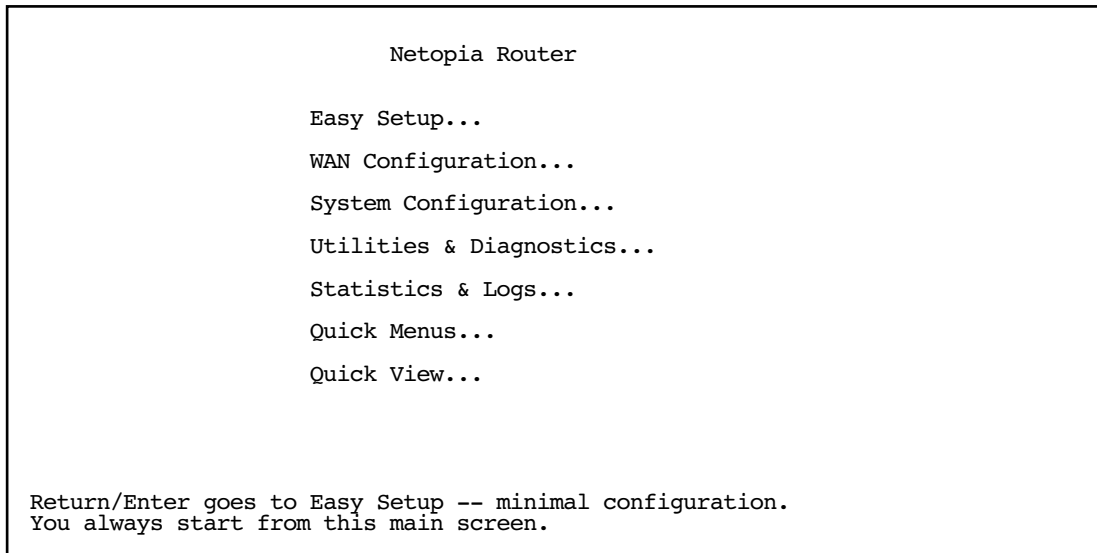 Netopia Router
Easy Setup...
WAN Configuration...
System Configuration...
Utilities & Diagnostics...
Statistics & Logs...
Quick Menus...
Quick View...
Return/Enter goes to Easy Setup -- minimal configuration.
You always start from this main screen.